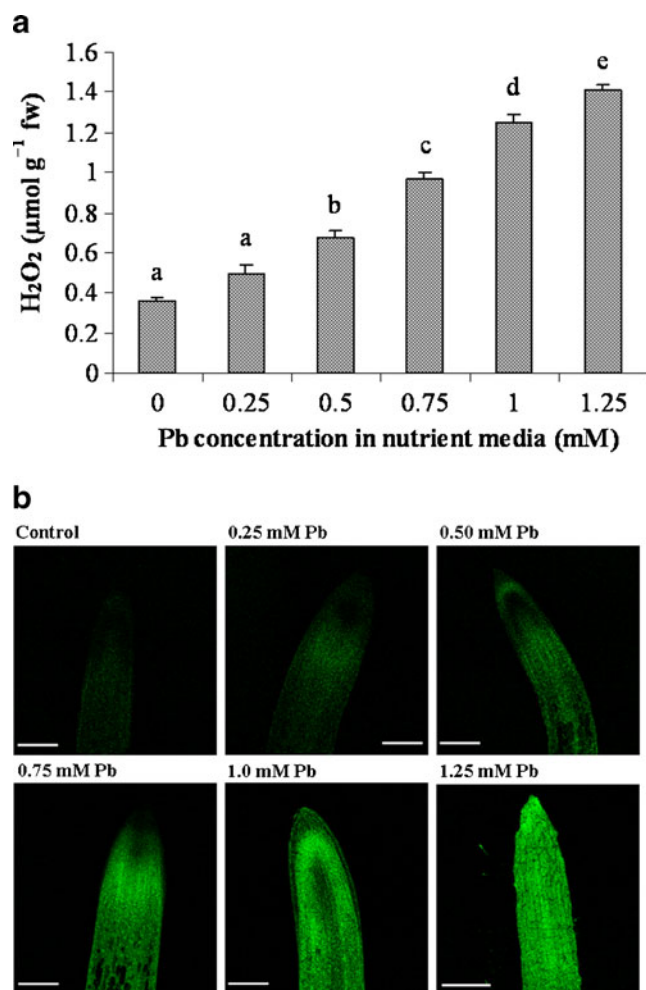 a
1.6
1.4
1.2
1
0.8
0.6
0.4
0.2
0
H₂O₂ (µmol g⁻¹ fw)
a
a
b
c
d
e
0 0.25 0.5 0.75 1 1.25
Pb concentration in nutrient media (mM)
b
Control 0.25 mM Pb 0.50 mM Pb
0.75 mM Pb 1.0 mM Pb 1.25 mM Pb